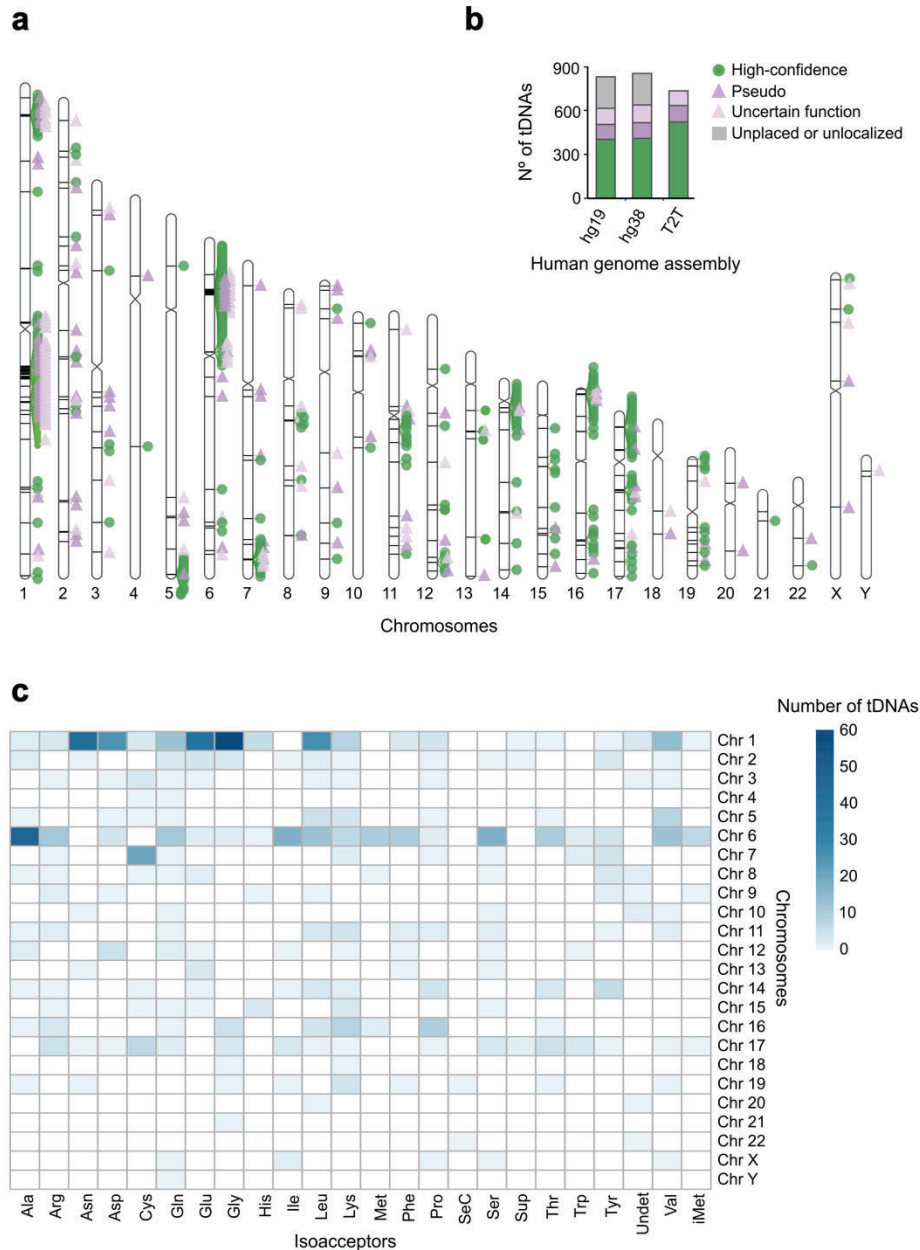 a
b
900
600
300
0
Nº of tDNAs
hg19
hg38
T2T
Human genome assembly
High-confidence
Pseudo
Uncertain function
Unplaced or unlocalized
1 2 3 4 5 6 7 8 9 10 11 12 13 14 15 16 17 18 19 20 21 22 X Y
Chromosomes
c
Number of tDNAs
60
50
40
30
20
10
0
Chr 1
Chr 2
Chr 3
Chr 4
Chr 5
Chr 6
Chr 7
Chr 8
Chr 9
Chr 10
Chr 11
Chr 12
Chr 13
Chr 14
Chr 15
Chr 16
Chr 17
Chr 18
Chr 19
Chr 20
Chr 21
Chr 22
Chr X
Chr Y
Chromosomes
Ala Arg Asn Asp Cys Gln Glu Gly His Ile Leu Lys Met Phe Pro SeC Ser Sup Thr Trp Tyr Undet Val iMet
Isoacceptors